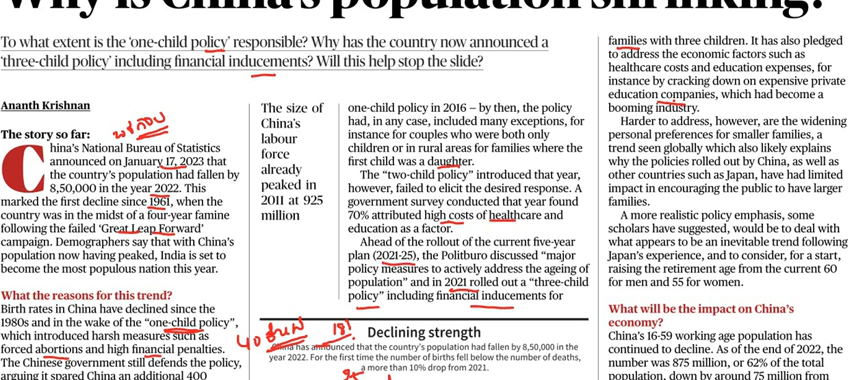 Why is China's population shrinking?
To what extent is the 'one-child policy' responsible? Why has the country now announced a
'three-child policy' including financial inducements? Will this help stop the slide?
Ananth Krishnan
The story so far:
China's National Bureau of Statistics
announced on January 17, 2023 that
the country's population had fallen by
8,50,000 in the year 2022. This
marked the first decline since 1961, when the
country was in the midst of a four-year famine
following the failed 'Great Leap Forward'
campaign. Demographers say that with China's
population now having peaked, India is set to
become the most populous nation this year.
What the reasons for this trend?
Birth rates in China have declined since the
1980s and in the wake of the "one-child policy",
which introduced harsh measures such as
forced abortions and high financial penalties.
The Chinese government still defends the policy,
arguing it spared China an additional 400
The size of
China's
labour
force
already
peaked in
2011 at 925
million
one-child policy in 2016 – by then, the policy
had, in any case, included many exceptions, for
instance for couples who were both only
children or in rural areas for families where the
first child was a daughter.
The "two-child policy" introduced that year,
however, failed to elicit the desired response. A
government survey conducted that year found
70% attributed high costs of healthcare and
education as a factor.
Ahead of the rollout of the current five-year
plan (2021-25), the Politburo discussed "major
policy measures to actively address the ageing of
population" and in 2021 rolled out a "three-child
policy" including financial inducements for
Declining strength
China has announced that the country's population had fallen by 8,50,000 in the
year 2022. For the first time the number of births fell below the number of deaths,
a more than 10% drop from 2021.
families with three children. It has also pledged
to address the economic factors such as
healthcare costs and education expenses, for
instance by cracking down on expensive private
education companies, which had become a
booming industry.
Harder to address, however, are the widening
personal preferences for smaller families, a
trend seen globally which also likely explains
why the policies rolled out by China, as well as
other countries such as Japan, have had limited
impact in encouraging the public to have larger
families.
A more realistic policy emphasis, some
scholars have suggested, would be to deal with
what appears to be an inevitable trend following
Japan's experience, and to consider, for a start,
raising the retirement age from the current 60
for men and 55 for women.
What will be the impact on China's
economy?
China's 16-59 working age population has
continued to decline. As of the end of 2022, the
number was 875 million, or 62% of the total
population, down by around 75 million from